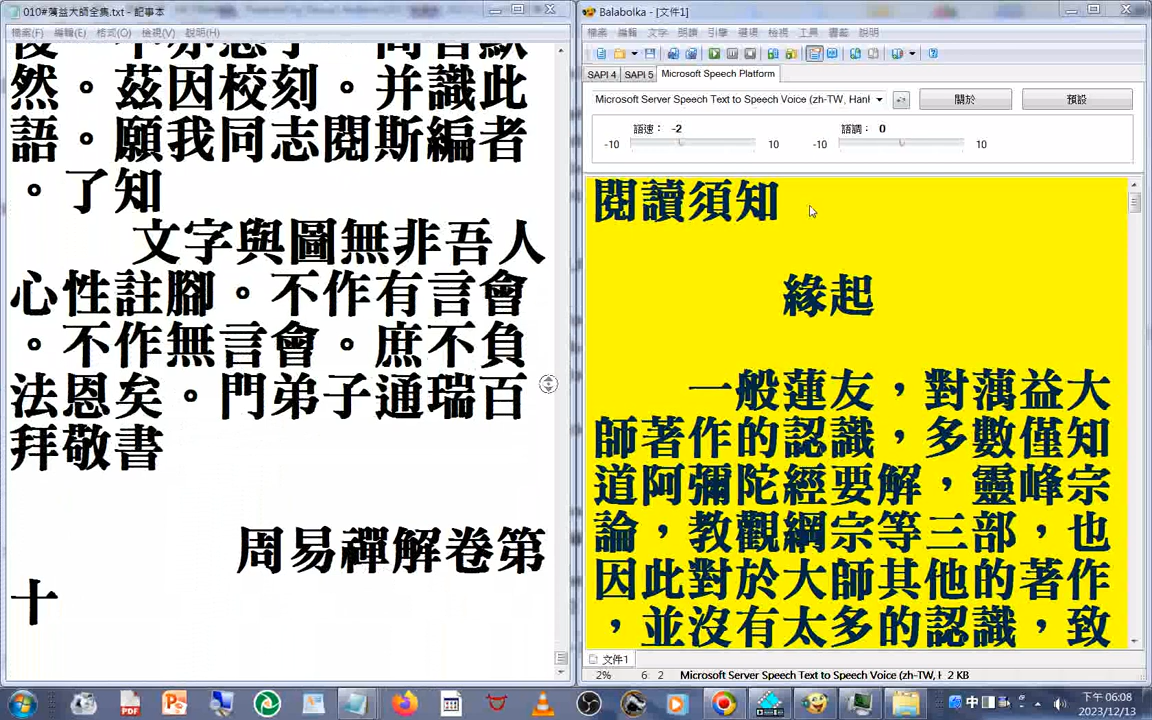 010#蕅益大師全集.txt - 記事本
檔案(F) 編輯(E) 格式(O) 檢視(V) 說明(H)
後。不亦愚乎。問者默
然。茲因校刻。并識此
語。願我同志閱斯編者
。了知
文字與圖無非吾人
心性註腳。不作有言會
。不作無言會。庶不負
法恩矣。門弟子通瑞百
拜敬書
周易禪解卷第
十
Balabolka - [文件1]
檔案 編輯 文字 朗讀 引擎 選項 檢視 工具 書籤 說明
SAPI 4 SAPI 5 Microsoft Speech Platform
Microsoft Server Speech Text to Speech Voice (zh-TW, Hanl
關於
預設
語速： -2
語調： 0
-10 10 -10 10
閱讀須知
緣起
一般蓮友，對蕅益大
師著作的認識，多數僅知
道阿彌陀經要解，靈峰宗
論，教觀綱宗等三部，也
因此對於大師其他的著作
，並沒有太多的認識，致
文件1
2% 6: 2 Microsoft Server Speech Text to Speech Voice (zh-TW, H 2 KB
中
下午 06:08
2023/12/13